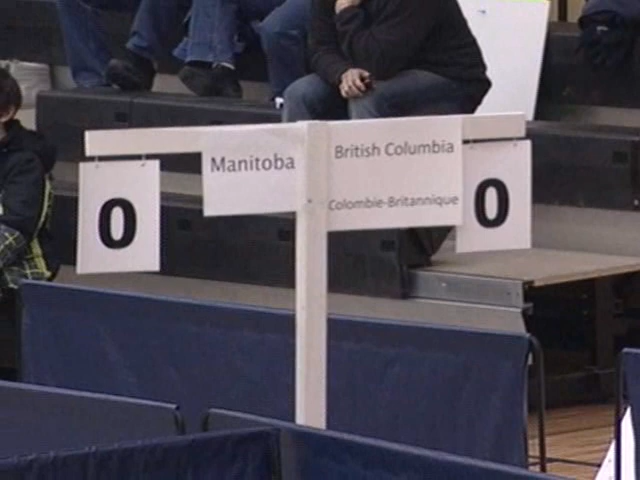 Manitoba
British Columbia
Colombie-Britannique
0
0